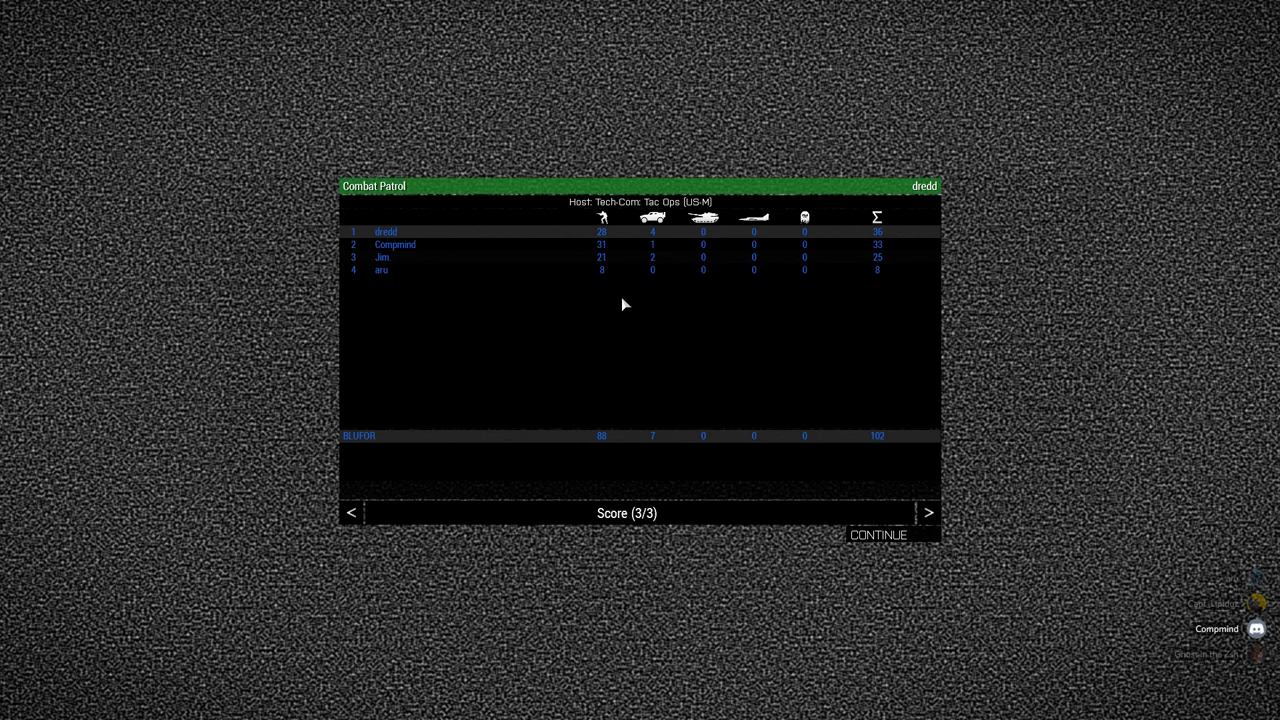 Combat Patrol dredd
Host: Tech-Com: Tac Ops (US-M)
Σ
1 dredd 28 4 0 0 0 36
2 Compmind 31 1 0 0 0 33
3 Jim. 21 2 0 0 0 25
4 aru 8 0 0 0 0 8
BLUFOR 88 7 0 0 0 102
< Score (3/3) >
CONTINUE
Compmind